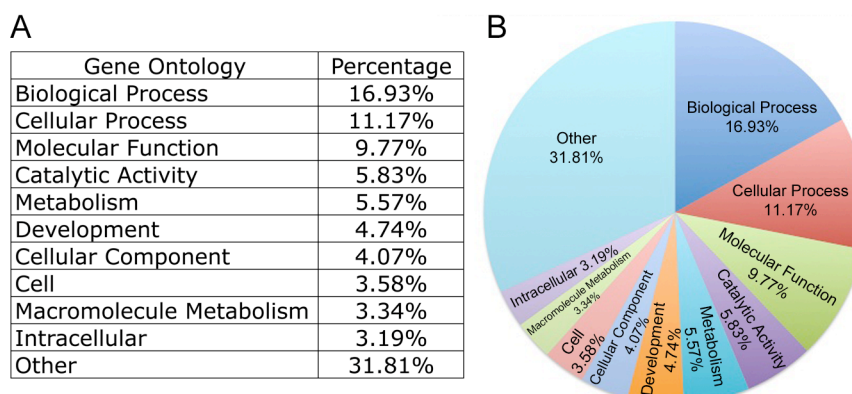 A
Gene Ontology Percentage
Biological Process 16.93%
Cellular Process 11.17%
Molecular Function 9.77%
Catalytic Activity 5.83%
Metabolism 5.57%
Development 4.74%
Cellular Component 4.07%
Cell 3.58%
Macromolecule Metabolism 3.34%
Intracellular 3.19%
Other 31.81%
B
Biological Process
16.93%
Cellular Process
11.17%
Molecular Function
9.77%
Catalytic Activity
5.83%
Metabolism
5.57%
Development
4.74%
Cellular Component
4.07%
Cell
3.58%
Macromolecule Metabolism
3.34%
Intracellular 3.19%
Other
31.81%